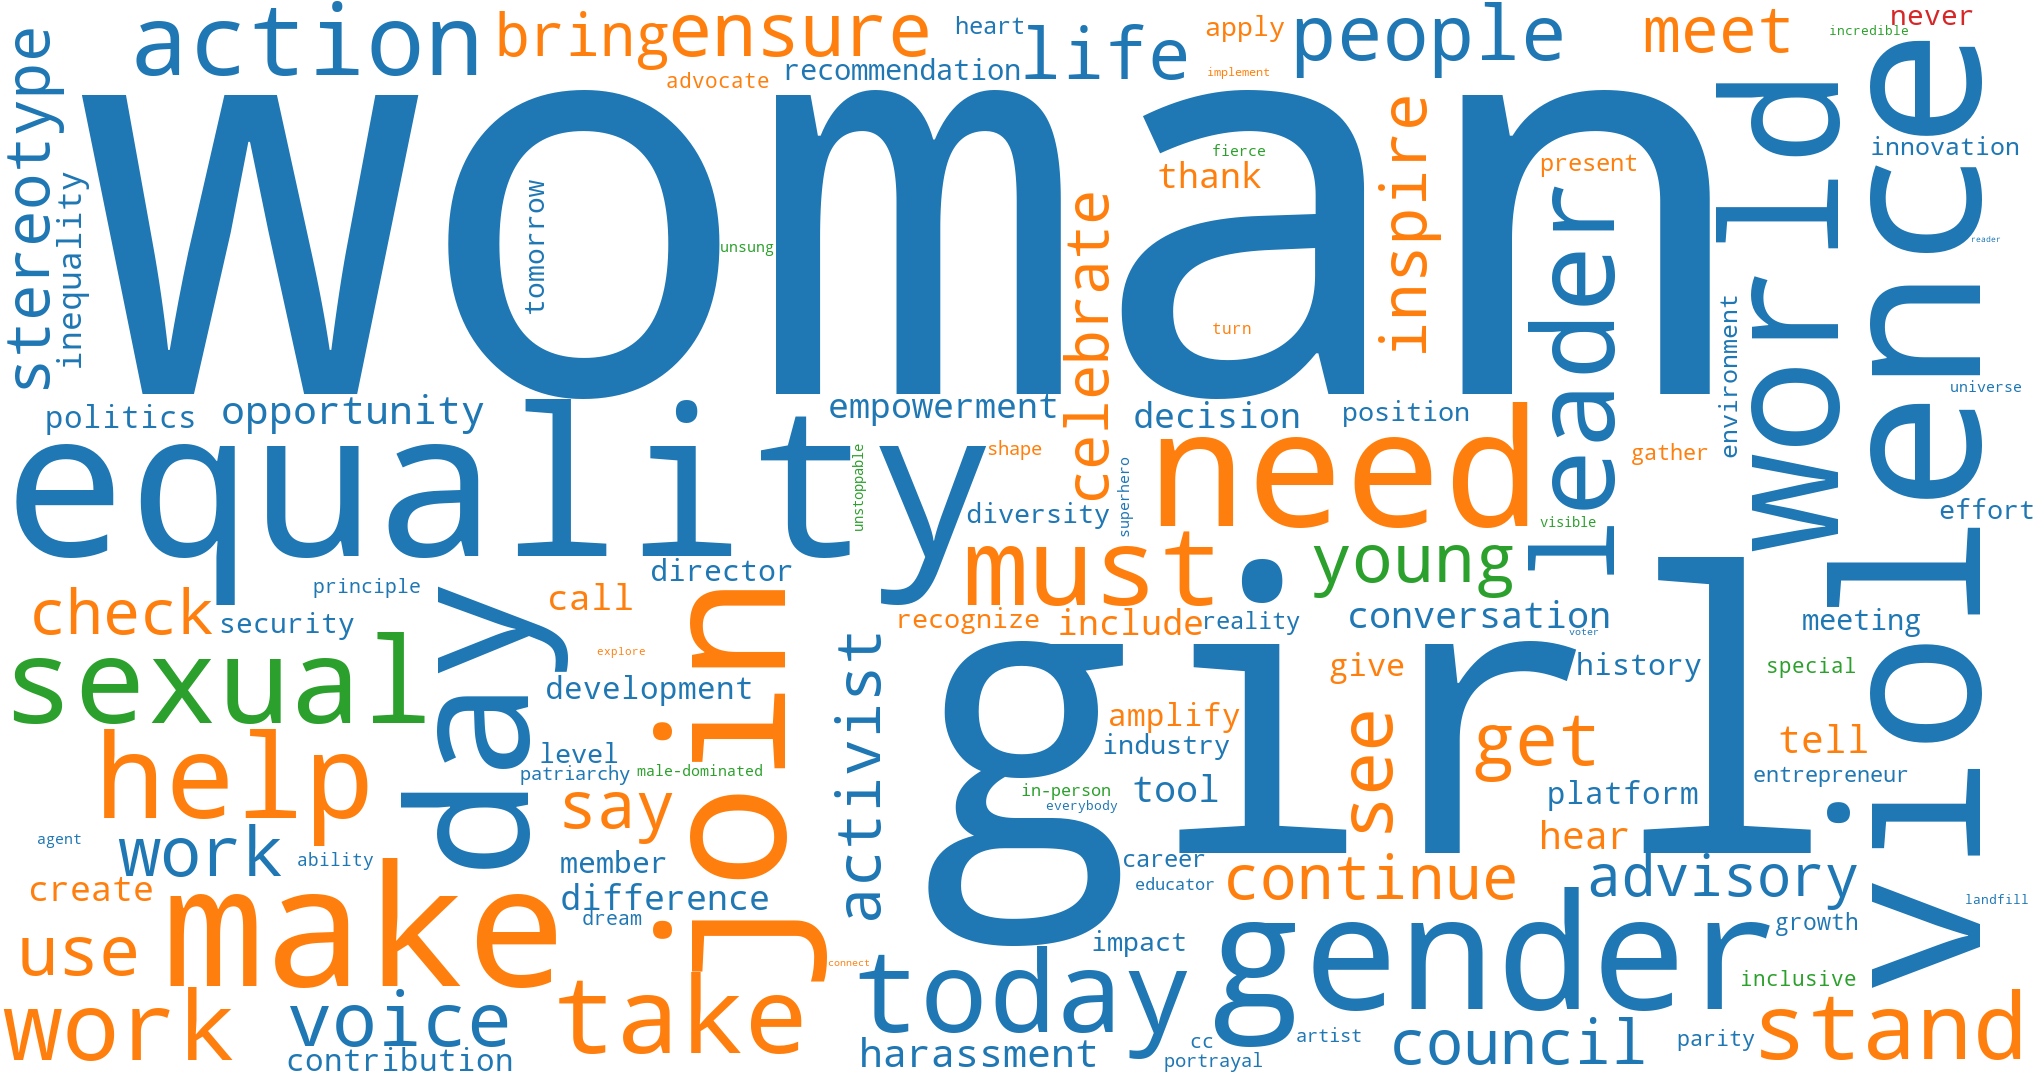 action
bring
ensure
heart
life
apply
people
meet
incredible
never
advocate
recommendation
implement
stereotype
inequality
woman
tomorrow
unsung
celebrate
fierce
thank
turn
inspire
present
leader
world
environment
innovation
reader
universe
violence
politics
opportunity
empowerment
decision
position
equality
unstoppable
shape
diversity
superhero
need
gather
visible
effort
must
young
director
principle
call
check
security
recognize
include
reality
conversation
voter
meeting
sexual
day
explore
development
join
activist
girl
give
history
special
amplify
industry
see
get
tell
help
level
patriarchy
male-dominated
say
in-person
everybody
tool
platform
entrepreneur
hear
agent
work
ability
member
career
educator
continue
advisory
create
make
difference
dream
landfill
growth
use
connect
impact
gender
inclusive
work
voice
take
today
stand
contribution
harassment
cc
portrayal
artist
council
parity